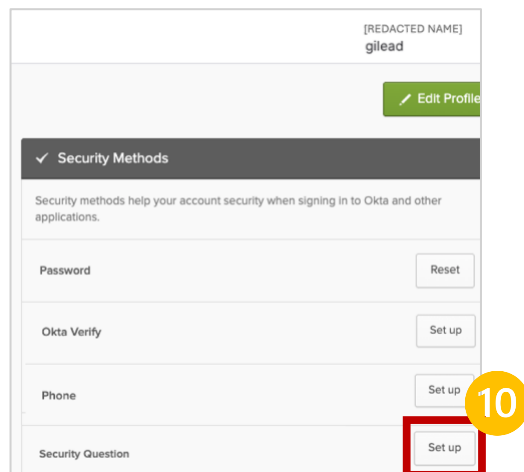 [REDACTED NAME]
gilead
Edit Profile
Security Methods
Security methods help your account security when signing in to Okta and other
applications.
Password
Reset
Okta Verify
Set up
Phone
Set up
10
Security Question
Set up